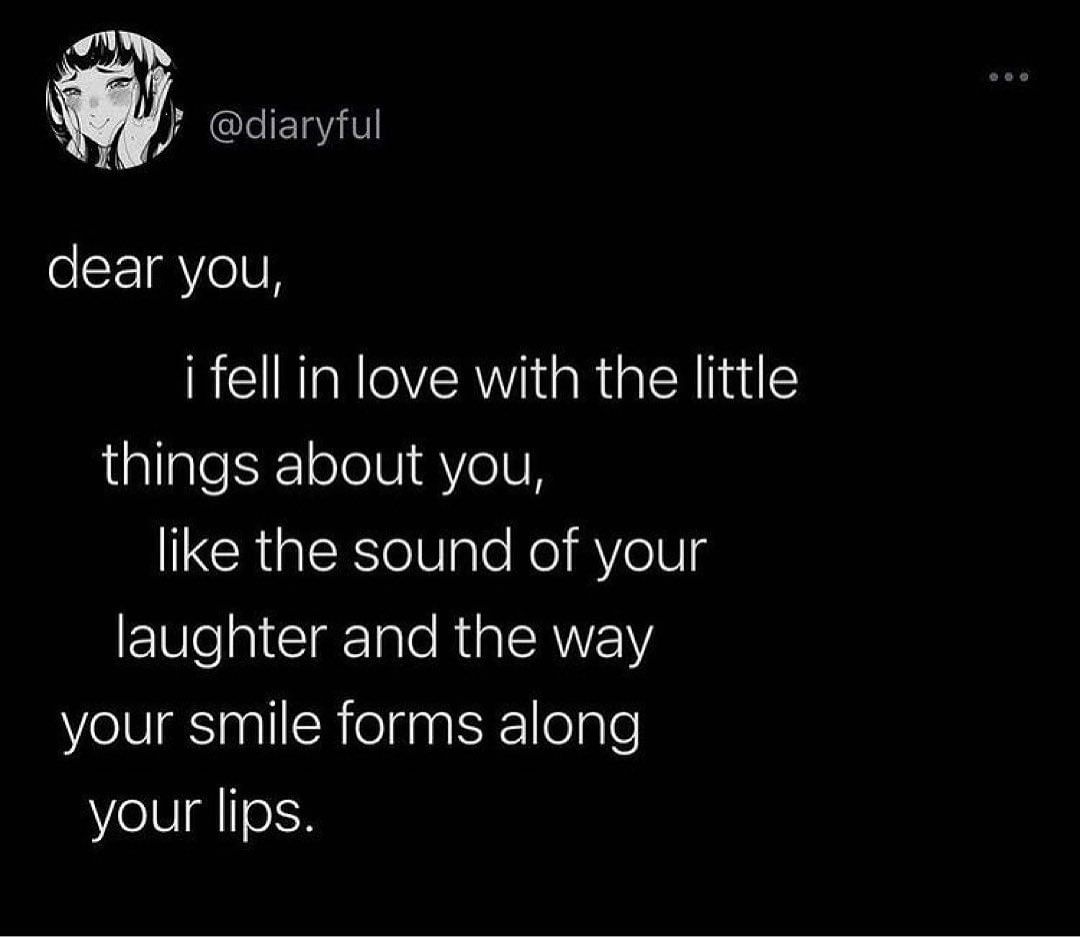 @diaryful
dear you,
i fell in love with the little
things about you,
like the sound of your
laughter and the way
your smile forms along
your lips.